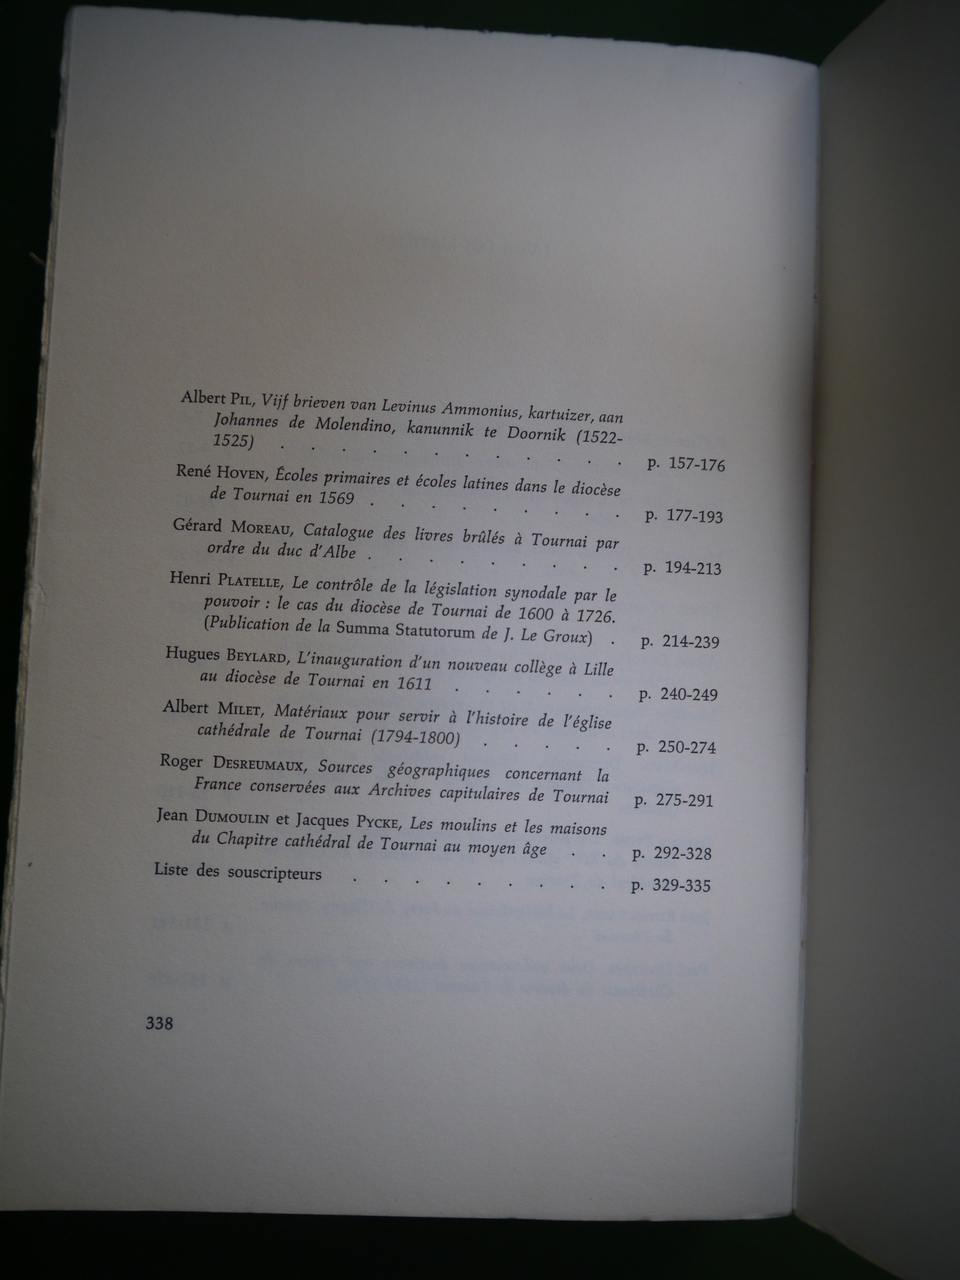 Albert PIL, Vijf brieven van Levinus Ammonius, kartuizer, aan
Johannes de Molendino, kanunnik te Doornik (1522-
1525) . . . . . . . . . . . . p. 157-176
René HOVEN, Écoles primaires et écoles latines dans le diocèse
de Tournai en 1569 . . . . . . . . . p. 177-193
Gérard MOREAU, Catalogue des livres brûlés à Tournai par
ordre du duc d'Albe . . . . . . . . . p. 194-213
Henri PLATELLE, Le contrôle de la législation synodale par le
pouvoir : le cas du diocèse de Tournai de 1600 à 1726.
(Publication de la Summa Statutorum de J. Le Groux) . p. 214-239
Hugues BEYLARD, L'inauguration d'un nouveau collège à Lille
au diocèse de Tournai en 1611 . . . . . . p. 240-249
Albert MILET, Matériaux pour servir à l'histoire de l'église
cathédrale de Tournai (1794-1800) . . . . . p. 250-274
Roger DESREUMAUX, Sources géographiques concernant la
France conservées aux Archives capitulaires de Tournai p. 275-291
Jean DUMOULIN et Jacques PYCKE, Les moulins et les maisons
du Chapitre cathédral de Tournai au moyen âge . . p. 292-328
Liste des souscripteurs . . . . . . . . . p. 329-335
338